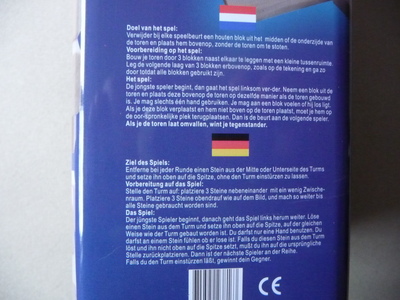 Doel van het spel:
Verwijder bij elke speelbeurt een houten blok uit het midden of de onderzijde van
de toren en plaats hem bovenop, zonder de toren om te stoten.
Voorbereiding op het spel:
Bouw je toren door 3 blokken naast elkaar te leggen met een kleine tussenruimte.
Leg de volgende laag van 3 blokken erbovenop, zoals op de tekening en ga zo
door totdat alle blokken gebruikt zijn.
Het spel:
De jongste speler begint, dan gaat het spel linksom ver-der. Neem een blok uit de
toren en plaats deze bovenop de toren op dezelfde manier als de toren gebouwd
is. Je mag slechts één hand gebruiken. Je mag aan een blok voelen of hij los ligt.
Als je deze blok verplaatst en hem niet bovenop de toren plaatst, moet je hem op
de oor-spronkelijke plek terugplaatsen. Dan is de beurt aan de volgende speler.
Als je de toren laat omvallen, wint je tegenstander.
Ziel des Spiels:
Entferne bei jeder Runde einen Stein aus der Mitte oder Unterseite des Turms
und setze ihn oben auf die Spitze, ohne den Turm einstürzen zu lassen.
Vorbereitung auf das Spiel:
Stelle den Turm auf: platziere 3 Steine nebeneinander mit ein wenig Zwische-
nraum. Platziere 3 Steine obendrauf wie auf dem Bild, und mach so weiter bis
alle Steine gebraucht worden sind.
Das Spiel:
Der jüngste Spieler beginnt, danach geht das Spiel links herum weiter. Löse
einen Stein aus dem Turm und setze ihn oben auf die Spitze, auf der gleichen
Weise wie der Turm gebaut wurde. Du darfst nur eine Hand benutzen. Du
darfst an einem Stein fühlen ob er lose ist. Falls du diesen Stein aus dem Turm
nimmst und ihn nicht oben auf die Spitze setzt, mußt du ihn auf die ursprüngliche
Stelle zurückplatzieren. Dann ist der nächste Spieler an der Reihe.
Falls du den Turm einstürzen läßt, gewinnt dein Gegner.
CE